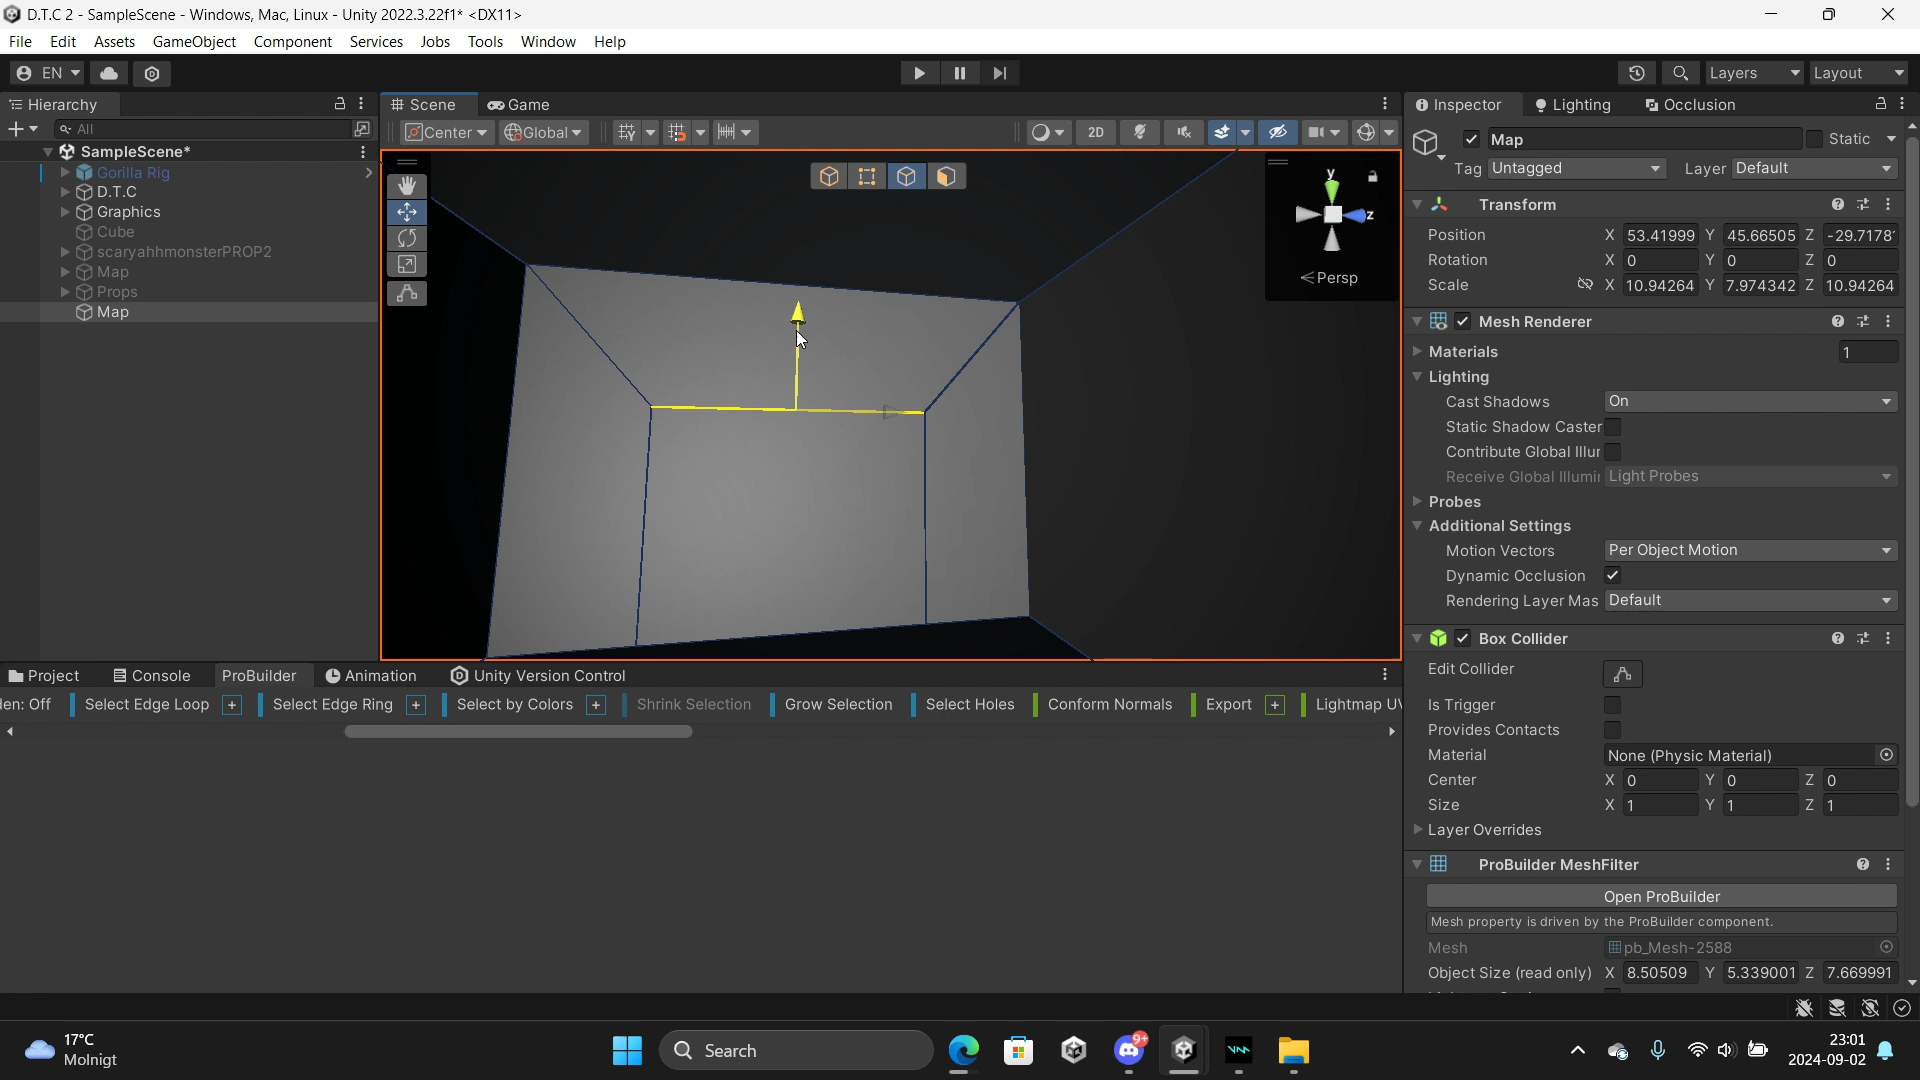 D.T.C 2 - SampleScene - Windows, Mac, Linux - Unity 2022.3.22f1* <DX11>
File Edit Assets GameObject Component Services Jobs Tools Window Help
EN Layers Layout
Hierarchy
All
SampleScene*
Gorilla Rig
D.T.C
Graphics
Cube
scaryahhmonsterPROP2
Map
Props
Map
Scene Game
Center Global 2D
y
z
Persp
Inspector Lighting Occlusion
Map Static
Tag Untagged Layer Default
Transform
Position X 53.41999 Y 45.66505 Z -29.7178
Rotation X 0 Y 0 Z 0
Scale X 10.94264 Y 7.974342 Z 10.94264
Mesh Renderer
Materials 1
Lighting
Cast Shadows On
Static Shadow Caster
Contribute Global Illur
Receive Global Illumi Light Probes
Probes
Additional Settings
Motion Vectors Per Object Motion
Dynamic Occlusion
Rendering Layer Mas Default
Box Collider
Edit Collider
Is Trigger
Provides Contacts
Material None (Physic Material)
Center X 0 Y 0 Z 0
Size X 1 Y 1 Z 1
Layer Overrides
ProBuilder MeshFilter
Open ProBuilder
Mesh property is driven by the ProBuilder component.
Mesh pb_Mesh-2588
Object Size (read only) X 8.50509 Y 5.339001 Z 7.669991
Project Console ProBuilder Animation Unity Version Control
en: Off Select Edge Loop + Select Edge Ring + Select by Colors + Shrink Selection Grow Selection Select Holes Conform Normals Export + Lightmap UV
17°C
Molnigt
Search
9+
23:01
2024-09-02